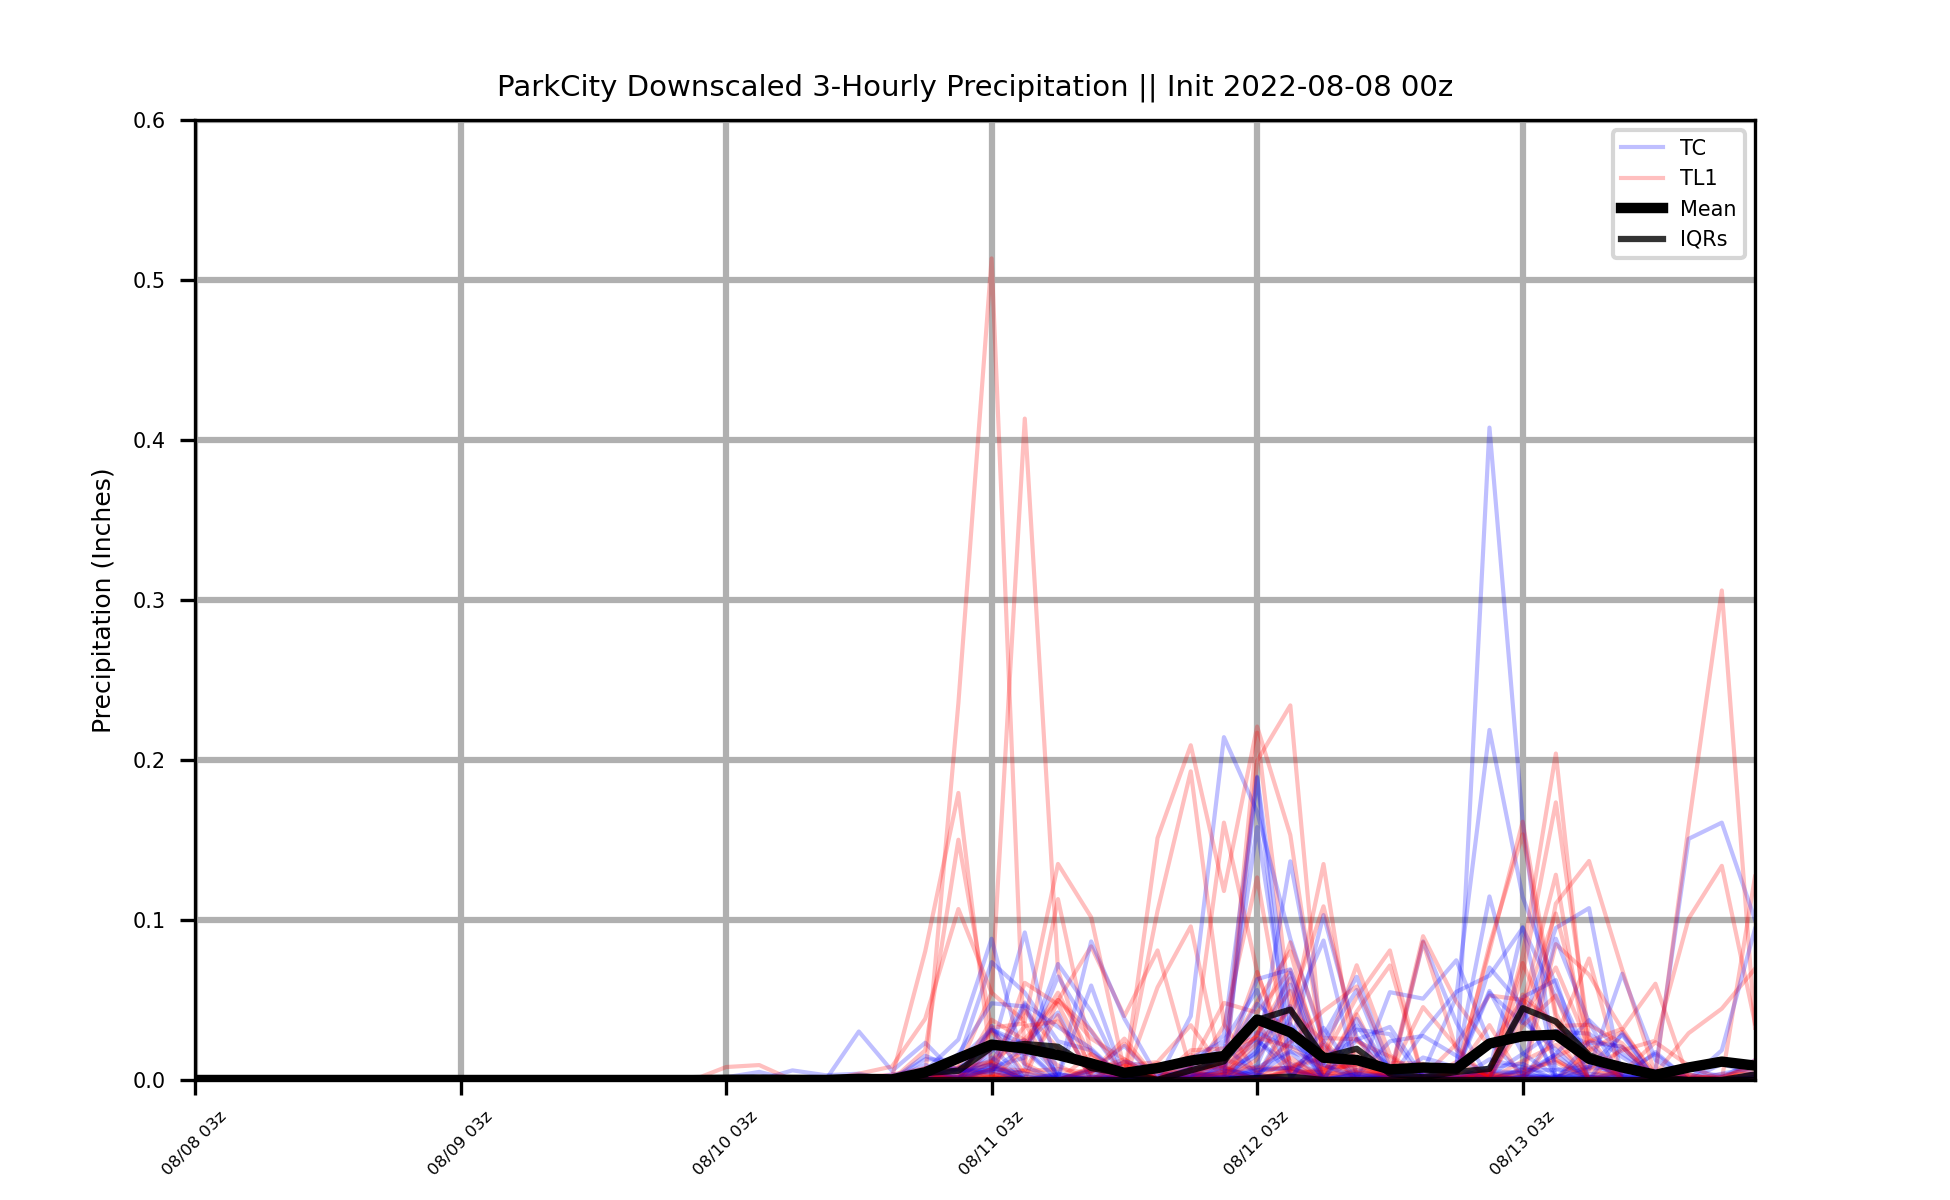 ParkCity Downscaled 3-Hourly Precipitation || Init 2022-08-08 00z
0.6
0.5
0.4
0.3
0.2
0.1
0.0
Precipitation (Inches)
TC
TL1
Mean
IQRs
08/08 03z
08/09 03z
08/10 03z
08/11 03z
08/12 03z
08/13 03z